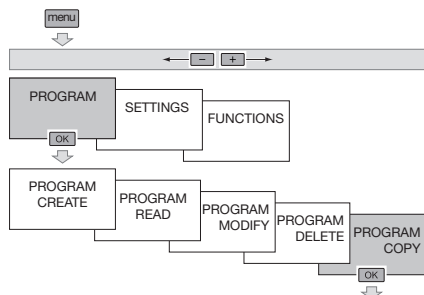 menu
– +
PROGRAM
SETTINGS
FUNCTIONS
OK
PROGRAM
CREATE
PROGRAM
READ
PROGRAM
MODIFY
PROGRAM
DELETE
PROGRAM
COPY
OK